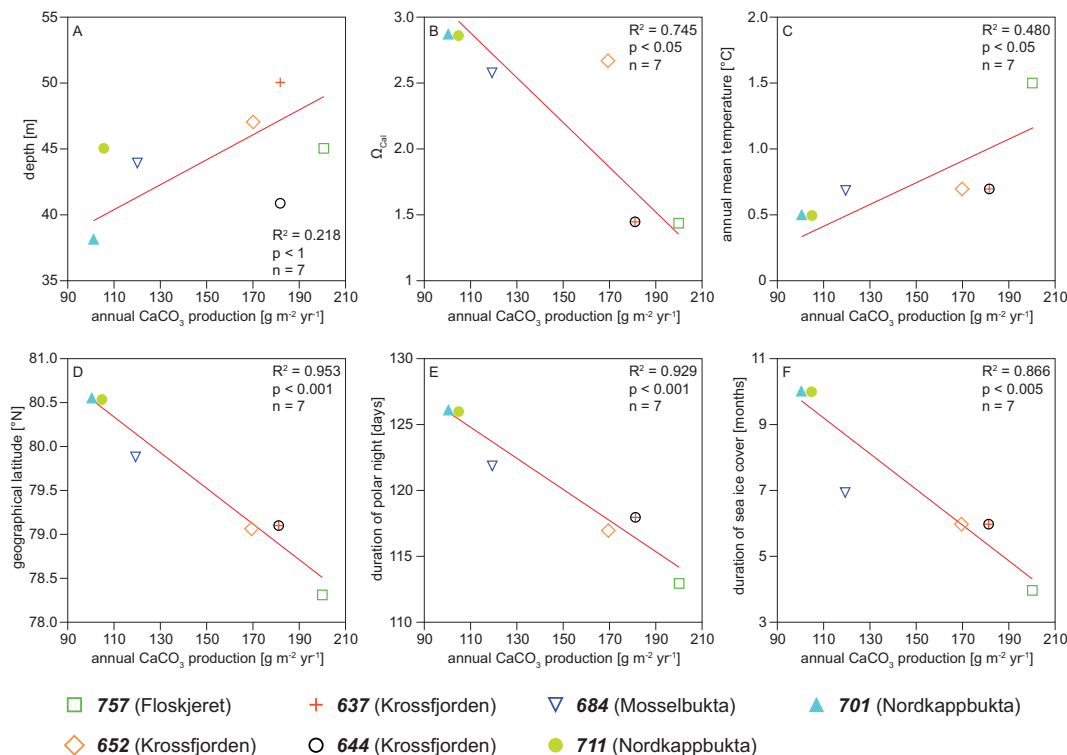 A
R² = 0.218
p < 1
n = 7
55
50
45
40
35
depth [m]
90 110 130 150 170 190 210
annual CaCO₃ production [g m⁻² yr⁻¹]
B
R² = 0.745
p < 0.05
n = 7
3.0
2.5
2.0
1.5
1
Ω_Cal
90 110 130 150 170 190 210
annual CaCO₃ production [g m⁻² yr⁻¹]
C
R² = 0.480
p < 0.05
n = 7
2.0
1.5
1.0
0.5
0.0
annual mean temperature [°C]
90 110 130 150 170 190 210
annual CaCO₃ production [g m⁻² yr⁻¹]
D
R² = 0.953
p < 0.001
n = 7
81.0
80.5
80.0
79.5
79.0
78.5
78.0
geographical latitude [°N]
90 110 130 150 170 190 210
annual CaCO₃ production [g m⁻² yr⁻¹]
E
R² = 0.929
p < 0.001
n = 7
130
125
120
115
110
duration of polar night [days]
90 110 130 150 170 190 210
annual CaCO₃ production [g m⁻² yr⁻¹]
F
R² = 0.866
p < 0.005
n = 7
11
9
7
5
3
duration of sea ice cover [months]
90 110 130 150 170 190 210
annual CaCO₃ production [g m⁻² yr⁻¹]
757 (Floskjeret)
637 (Krossfjorden)
684 (Mosselbukta)
701 (Nordkappbukta)
652 (Krossfjorden)
644 (Krossfjorden)
711 (Nordkappbukta)